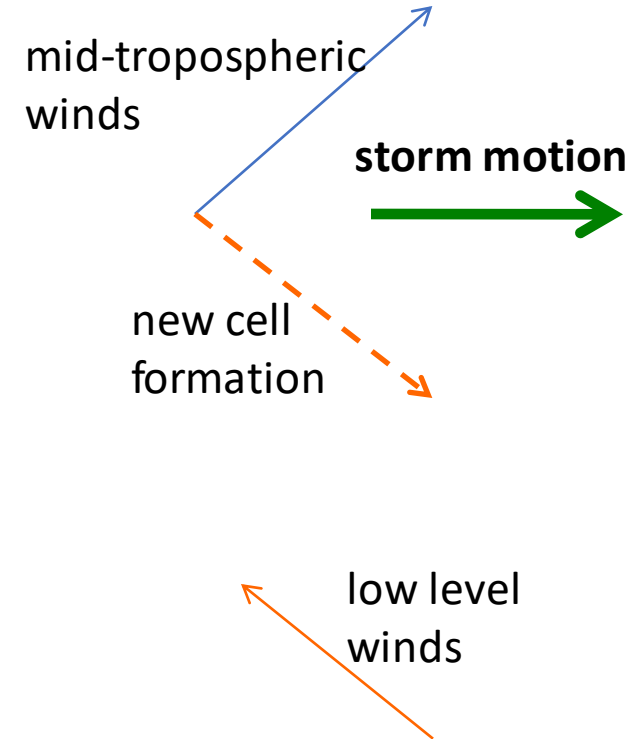 mid-tropospheric
winds
storm motion
new cell
formation
low level
winds